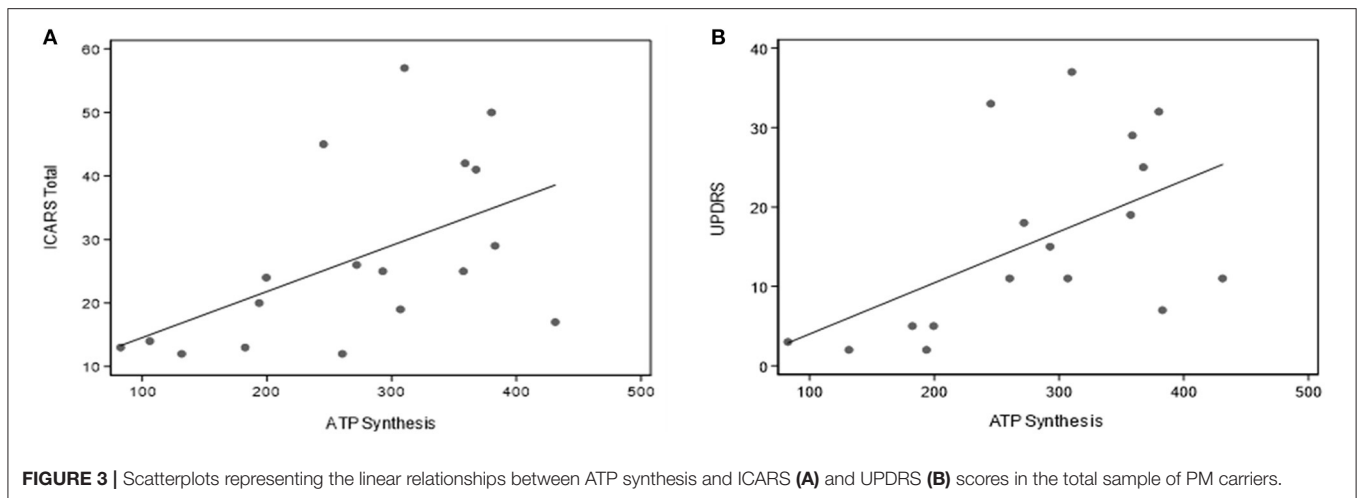 A
60
50
40
30
20
10
ICARS Total
100 200 300 400 500
ATP Synthesis
B
40
30
20
10
0
UPDRS
100 200 300 400 500
ATP Synthesis
FIGURE 3 | Scatterplots representing the linear relationships between ATP synthesis and ICARS (A) and UPDRS (B) scores in the total sample of PM carriers.